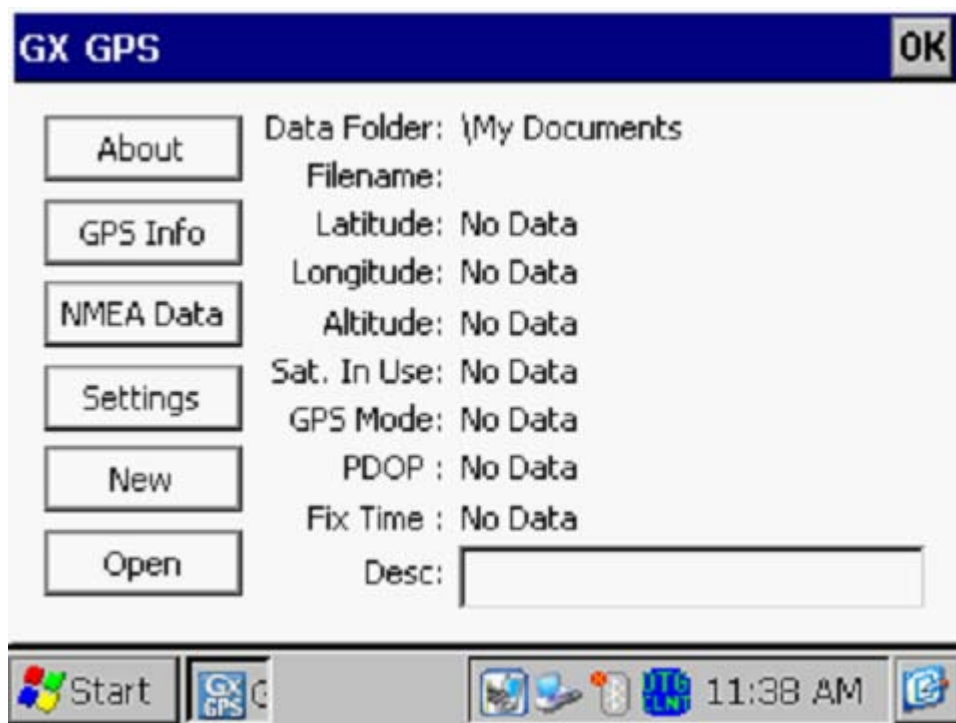 GX GPS OK
About
GPS Info
NMEA Data
Settings
New
Open
Data Folder: \My Documents
Filename:
Latitude: No Data
Longitude: No Data
Altitude: No Data
Sat. In Use: No Data
GPS Mode: No Data
PDOP : No Data
Fix Time : No Data
Desc:
Start
GX
GPS
11:38 AM